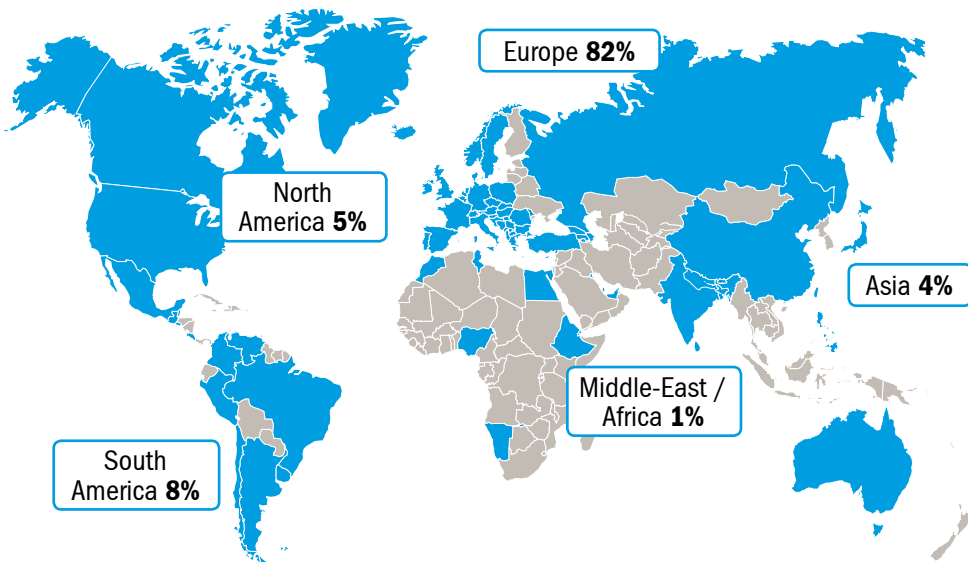 Europe 82%
North
America 5%
Asia 4%
Middle-East /
Africa 1%
South
America 8%